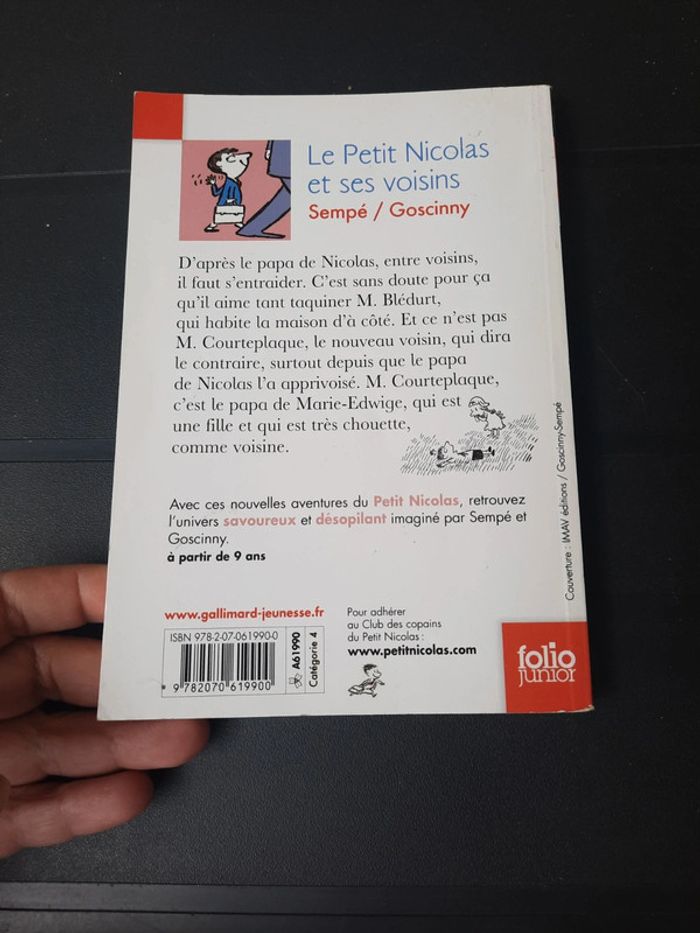 Le Petit Nicolas
et ses voisins
Sempé / Goscinny
D'après le papa de Nicolas, entre voisins,
il faut s'entraider. C'est sans doute pour ça
qu'il aime tant taquiner M. Blédurt,
qui habite la maison d'à côté. Et ce n'est pas
M. Courteplaque, le nouveau voisin, qui dira
le contraire, surtout depuis que le papa
de Nicolas l'a apprivoisé. M. Courteplaque,
c'est le papa de Marie-Edwige, qui est
une fille et qui est très chouette,
comme voisine.
Avec ces nouvelles aventures du Petit Nicolas, retrouvez
l'univers savoureux et désopilant imaginé par Sempé et
Goscinny.
à partir de 9 ans
www.gallimard-jeunesse.fr
ISBN 978-2-07-061990-0
9 782070 619900
A61990
Catégorie 4
Pour adhérer
au Club des copains
du Petit Nicolas :
www.petitnicolas.com
folio
junior
Couverture : IMAV éditions / Goscinny-Sempé